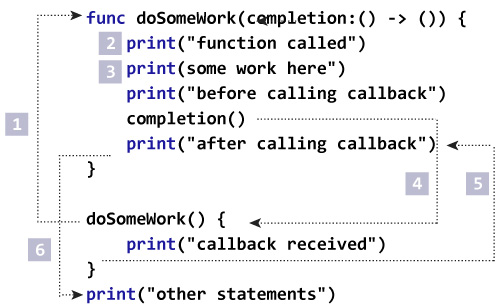 func doSomeWork(completion:() -> ()) {
2 print("function called")
3 print(some work here")
print("before calling callback")
1 completion()
print("after calling callback")
}
4 5
doSomeWork() {
6 print("callback received")
}
print("other statements")